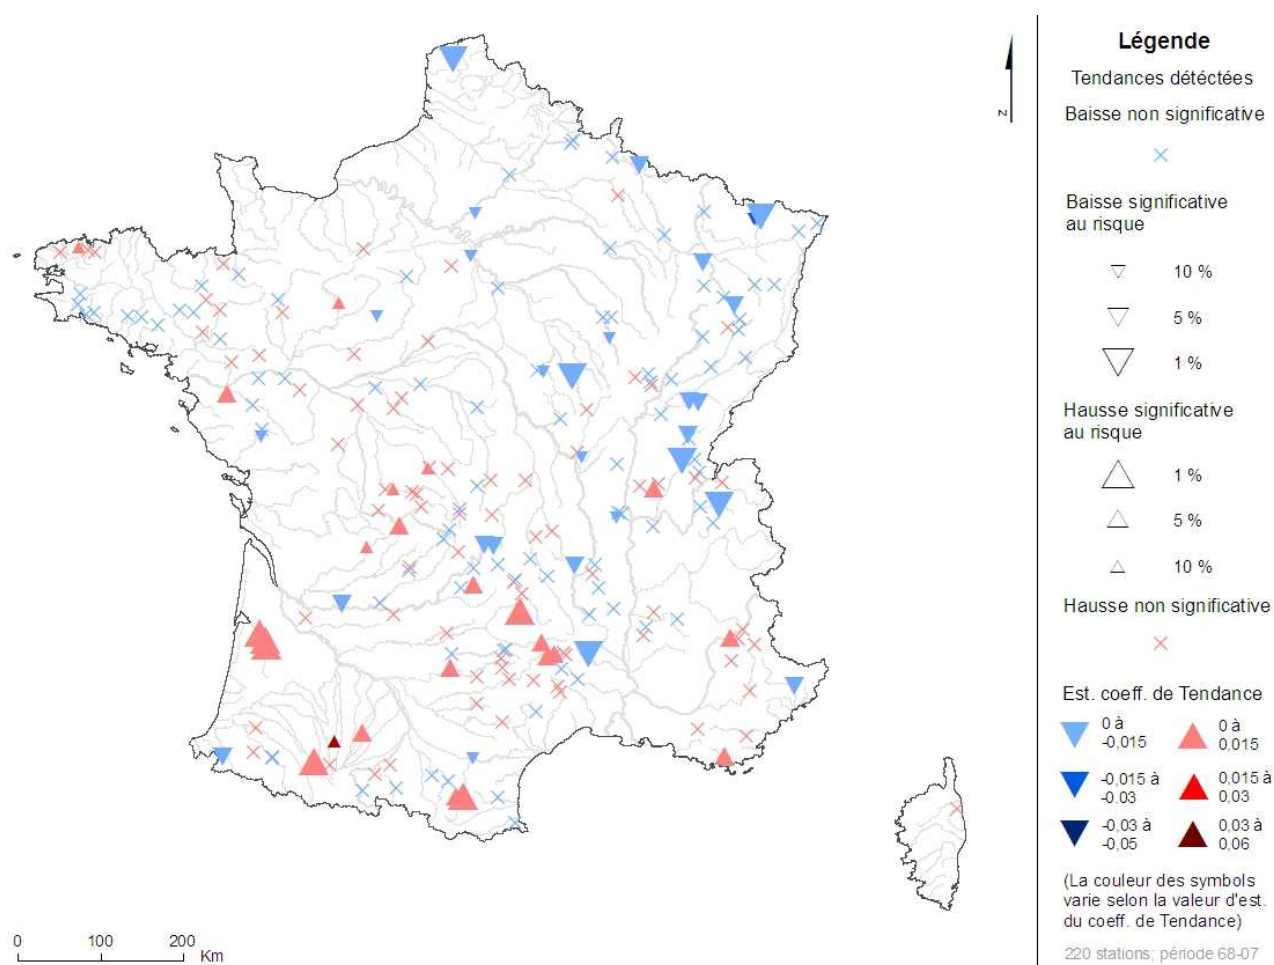 Légende
Tendances détéctées
Baisse non significative
Baisse significative
au risque
10 %
5 %
1 %
Hausse significative
au risque
1 %
5 %
10 %
Hausse non significative
Est. coeff. de Tendance
0 à
-0,015
0 à
0,015
-0,015 à
-0,03
0,015 à
0,03
-0,03 à
-0,05
0,03 à
0,06
(La couleur des symbols
varie selon la valeur d'est.
du coeff. de Tendance)
220 stations; période 68-07
N
0 100 200
Km